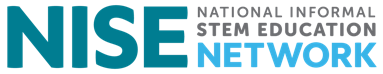 NISE
NATIONAL INFORMAL
STEM EDUCATION
NETWORK